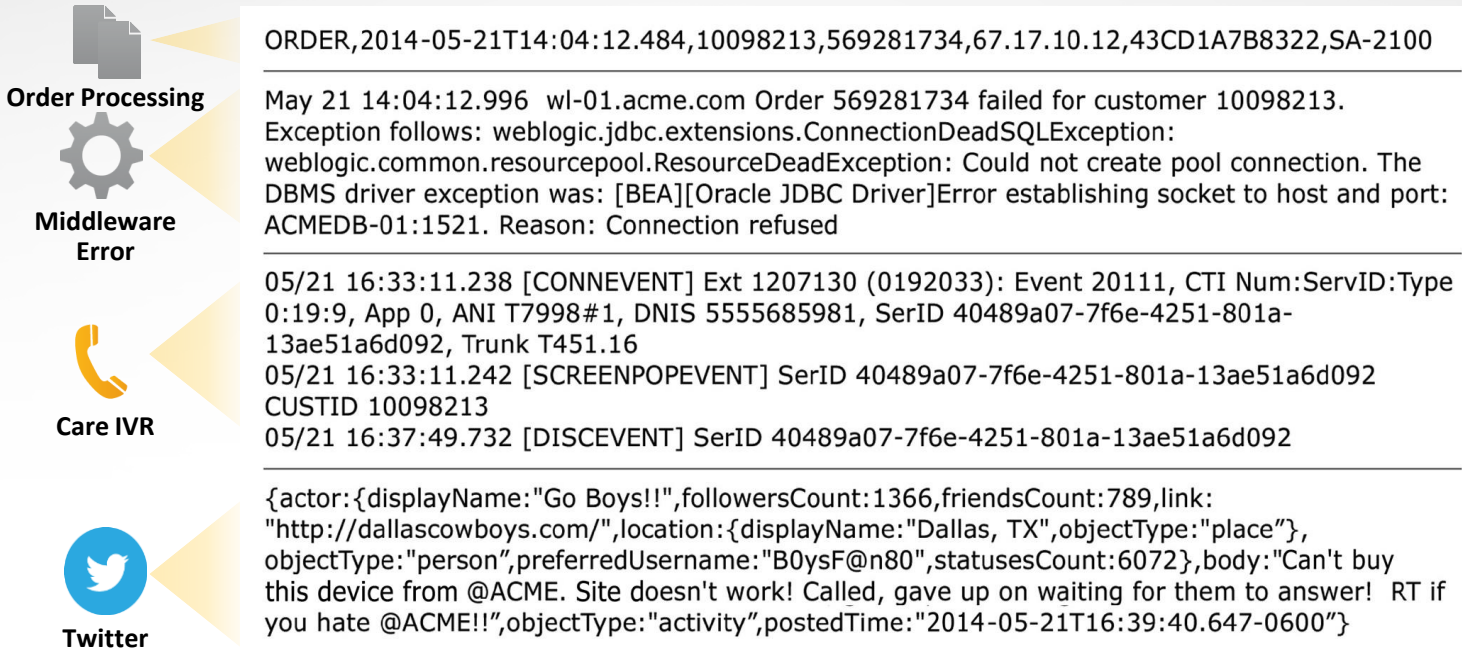 ORDER,2014-05-21T14:04:12.484,10098213,569281734,67.17.10.12,43CD1A7B8322,SA-2100
Order Processing
May 21 14:04:12.996  wl-01.acme.com Order 569281734 failed for customer 10098213.
Exception follows: weblogic.jdbc.extensions.ConnectionDeadSQLException:
weblogic.common.resourcepool.ResourceDeadException: Could not create pool connection. The
DBMS driver exception was: [BEA][Oracle JDBC Driver]Error establishing socket to host and port:
ACMEDB-01:1521. Reason: Connection refused
Middleware
Error
05/21 16:33:11.238 [CONNEVENT] Ext 1207130 (0192033): Event 20111, CTI Num:ServID:Type
0:19:9, App 0, ANI T7998#1, DNIS 5555685981, SerID 40489a07-7f6e-4251-801a-
13ae51a6d092, Trunk T451.16
05/21 16:33:11.242 [SCREENPOPEVENT] SerID 40489a07-7f6e-4251-801a-13ae51a6d092
CUSTID 10098213
05/21 16:37:49.732 [DISCEVENT] SerID 40489a07-7f6e-4251-801a-13ae51a6d092
Care IVR
{actor:{displayName:"Go Boys!!",followersCount:1366,friendsCount:789,link:
"http://dallascowboys.com/",location:{displayName:"Dallas, TX",objectType:"place”},
objectType:"person”,preferredUsername:"B0ysF@n80",statusesCount:6072},body:"Can't buy
this device from @ACME. Site doesn't work! Called, gave up on waiting for them to answer!  RT if
you hate @ACME!!”,objectType:"activity”,postedTime:"2014-05-21T16:39:40.647-0600”}
Twitter